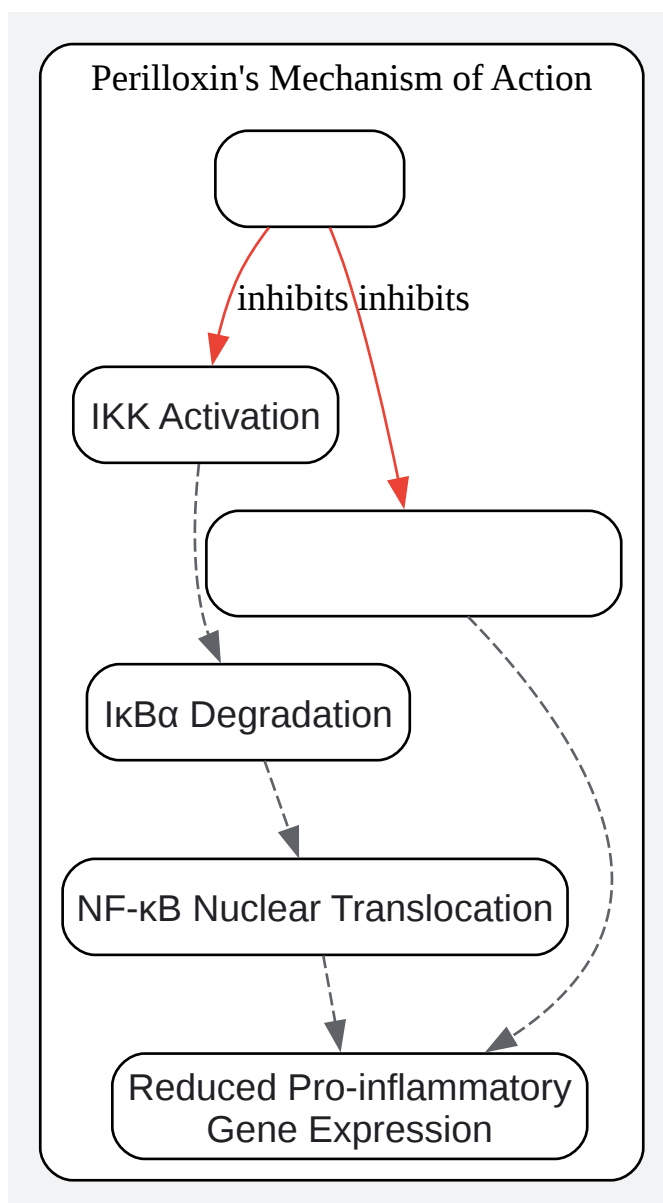 Perilloxin's Mechanism of Action
inhibits inhibits
IKK Activation
IκBα Degradation
NF-κB Nuclear Translocation
Reduced Pro-inflammatory
Gene Expression